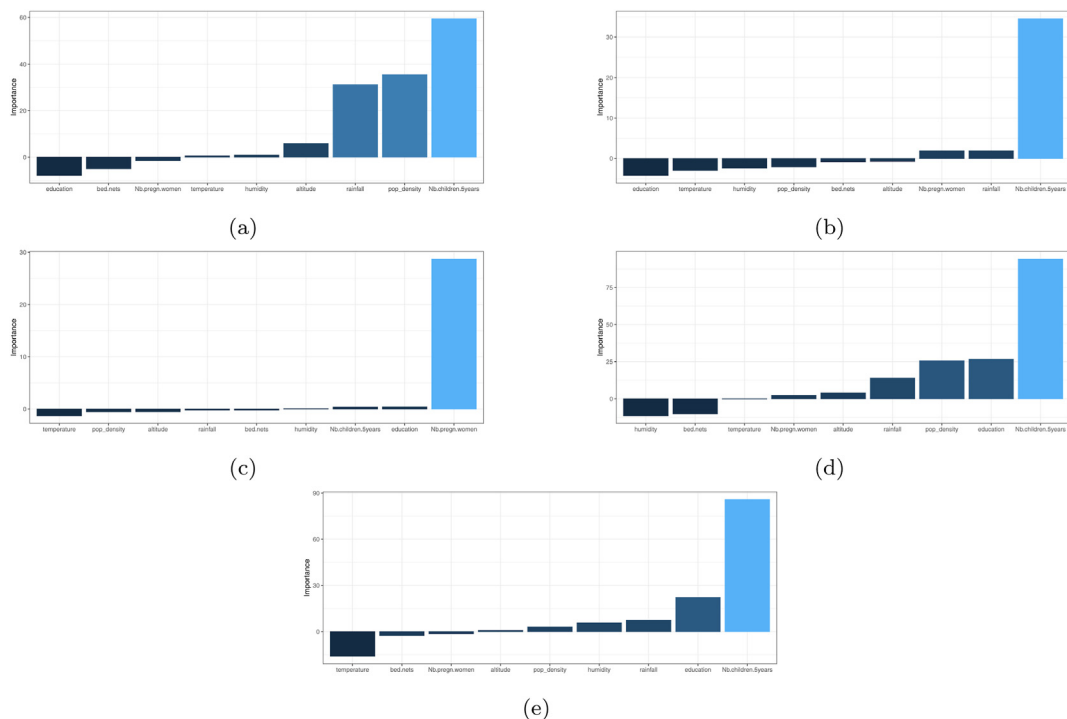 60
40
20
0
Importance
education bed.nets Nb.pregn.women temperature humidity altitude rainfall pop_density Nb.children.5years
(a)
30
20
10
0
Importance
education temperature humidity pop_density bed.nets altitude Nb.pregn.women rainfall Nb.children.5years
(b)
30
20
10
0
Importance
temperature pop_density altitude rainfall bed.nets humidity Nb.children.5years education Nb.pregn.women
(c)
75
50
25
0
Importance
humidity bed.nets temperature Nb.pregn.women altitude rainfall pop_density education Nb.children.5years
(d)
90
60
30
0
Importance
temperature bed.nets Nb.pregn.women altitude pop_density humidity rainfall education Nb.children.5years
(e)